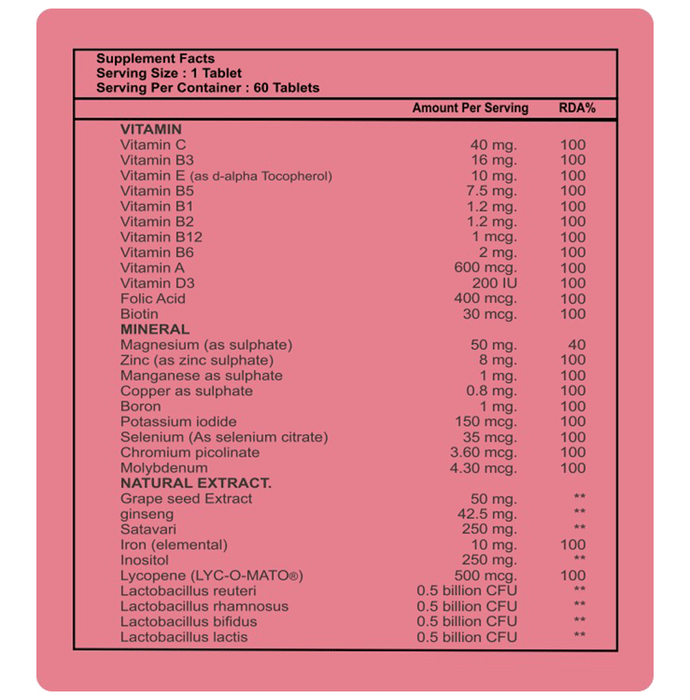 Supplement Facts
Serving Size : 1 Tablet
Serving Per Container : 60 Tablets
Amount Per Serving RDA%
VITAMIN
Vitamin C 40 mg. 100
Vitamin B3 16 mg. 100
Vitamin E (as d-alpha Tocopherol) 10 mg. 100
Vitamin B5 7.5 mg. 100
Vitamin B1 1.2 mg. 100
Vitamin B2 1.2 mg. 100
Vitamin B12 1 mcg. 100
Vitamin B6 2 mg. 100
Vitamin A 600 mcg. 100
Vitamin D3 200 IU 100
Folic Acid 400 mcg. 100
Biotin 30 mcg. 100
MINERAL
Magnesium (as sulphate) 50 mg. 40
Zinc (as zinc sulphate) 8 mg. 100
Manganese as sulphate 1 mg. 100
Copper as sulphate 0.8 mg. 100
Boron 1 mg. 100
Potassium iodide 150 mcg. 100
Selenium (As selenium citrate) 35 mcg. 100
Chromium picolinate 3.60 mcg. 100
Molybdenum 4.30 mcg. 100
NATURAL EXTRACT.
Grape seed Extract 50 mg. **
ginseng 42.5 mg. **
Satavari 250 mg. **
Iron (elemental) 10 mg. 100
Inositol 250 mg. **
Lycopene (LYC-O-MATO®) 500 mcg. 100
Lactobacillus reuteri 0.5 billion CFU **
Lactobacillus rhamnosus 0.5 billion CFU **
Lactobacillus bifidus 0.5 billion CFU **
Lactobacillus lactis 0.5 billion CFU **